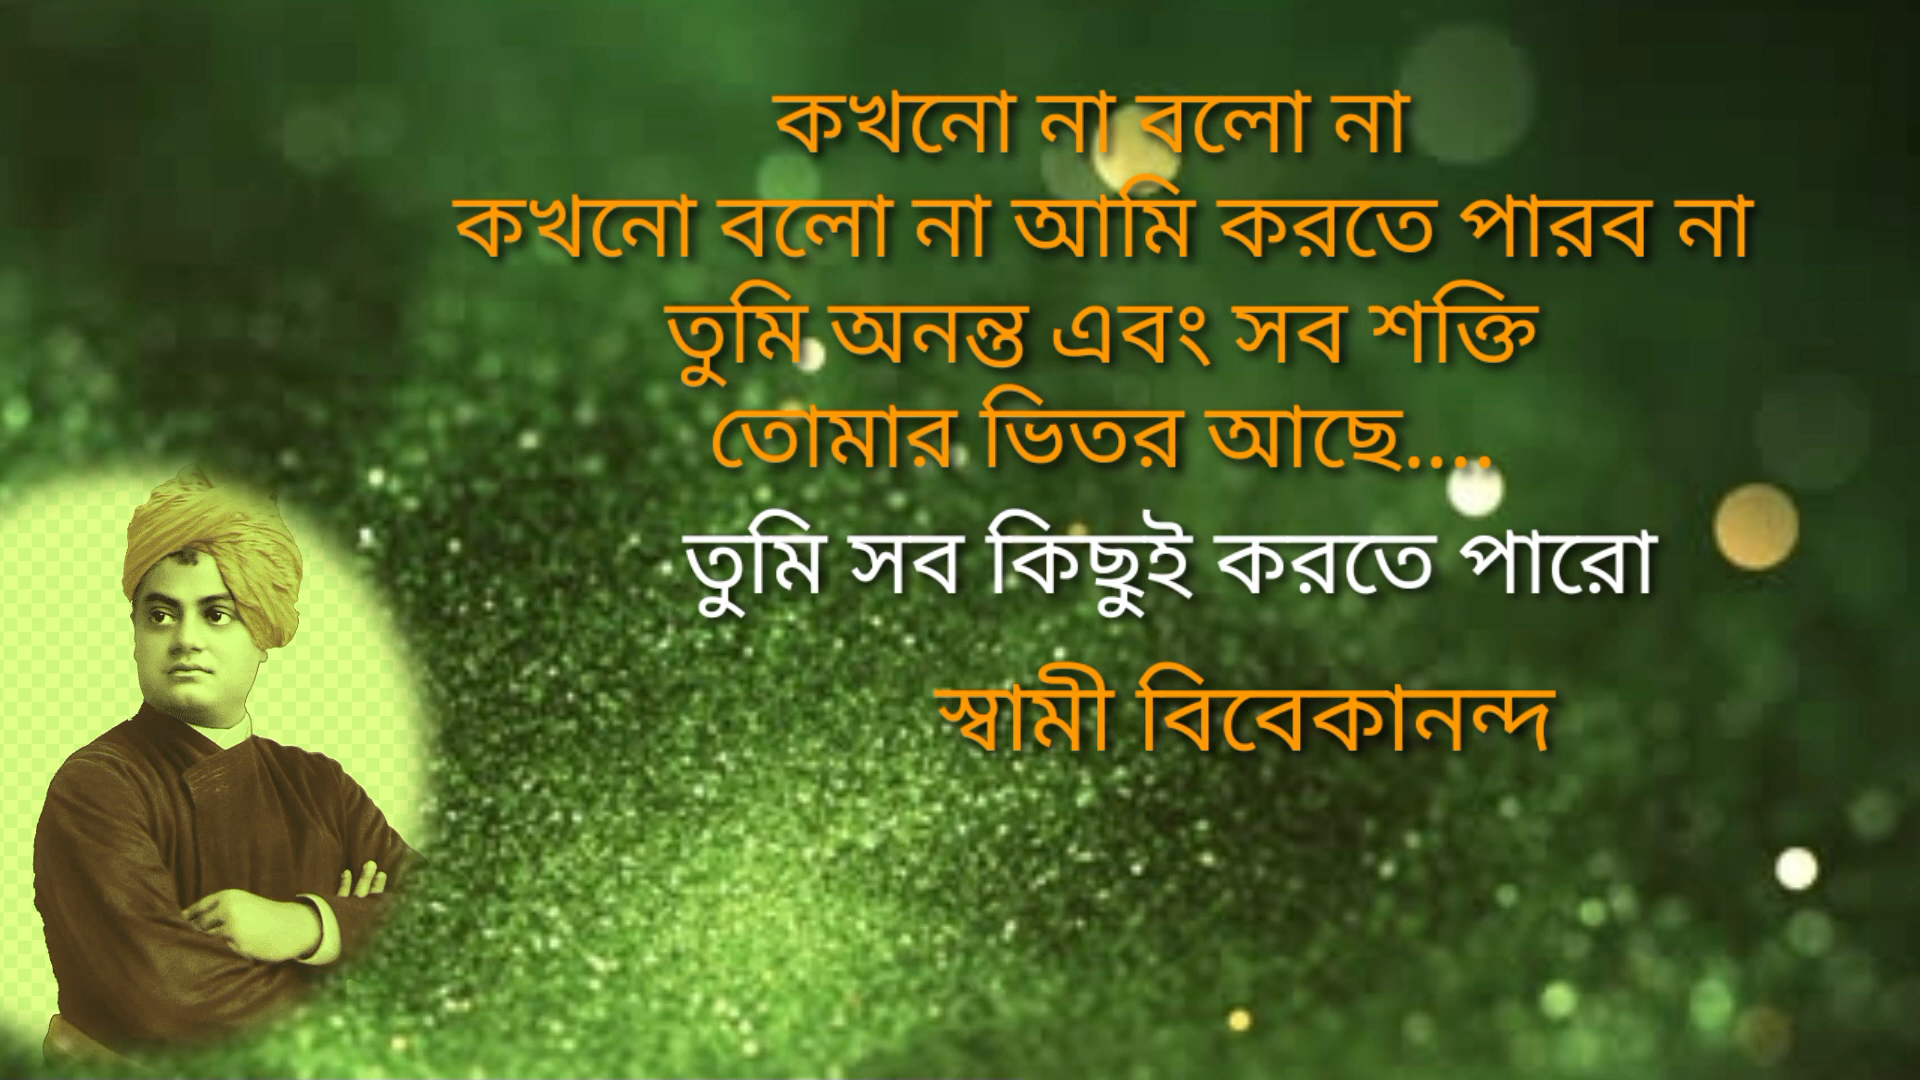 কখনো না বলো না
কখনো বলো না আমি করতে পারব না
তুমি অনন্ত এবং সব শক্তি
তোমার ভিতর আছে....
তুমি সব কিছুই করতে পারো
স্বামী বিবেকানন্দ